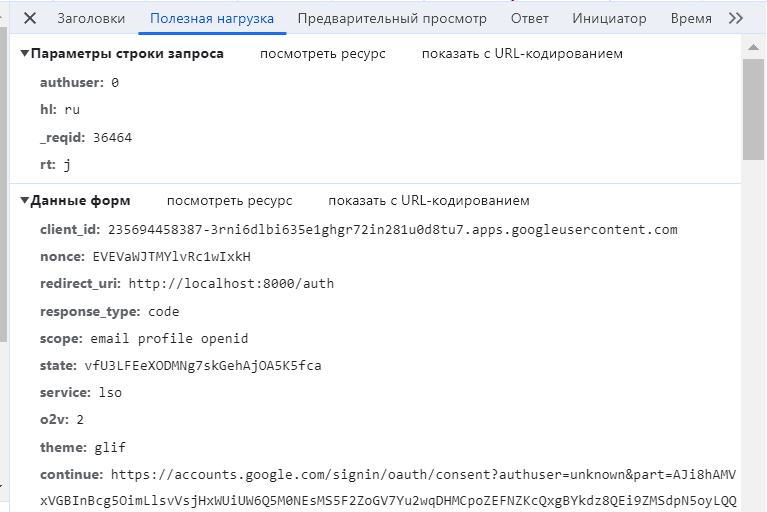 Заголовки Полезная нагрузка Предварительный просмотр Ответ Инициатор Время
Параметры строки запроса посмотреть ресурс показать с URL-кодированием
authuser: 0
hl: ru
_reqid: 36464
rt: j
Данные форм посмотреть ресурс показать с URL-кодированием
client_id: 235694458387-3rni6dlbi635e1ghgr72in281u0d8tu7.apps.googleusercontent.com
nonce: EVEVaWJTMYlvRc1wIxkH
redirect_uri: http://localhost:8000/auth
response_type: code
scope: email profile openid
state: vfU3LFEeXODMNg7skGehAjOA5K5fca
service: lso
o2v: 2
theme: glif
continue: https://accounts.google.com/signin/oauth/consent?authuser=unknown&part=AJi8hAMV
xVGBInBcg5OimLlsvVsjHxWUiUW6Q5M0NEsMS5F2ZoGV7Yu2wqDHMCpoZEFNZKcQxgBYkdz8QEi9ZMSdpN5oyLQQ